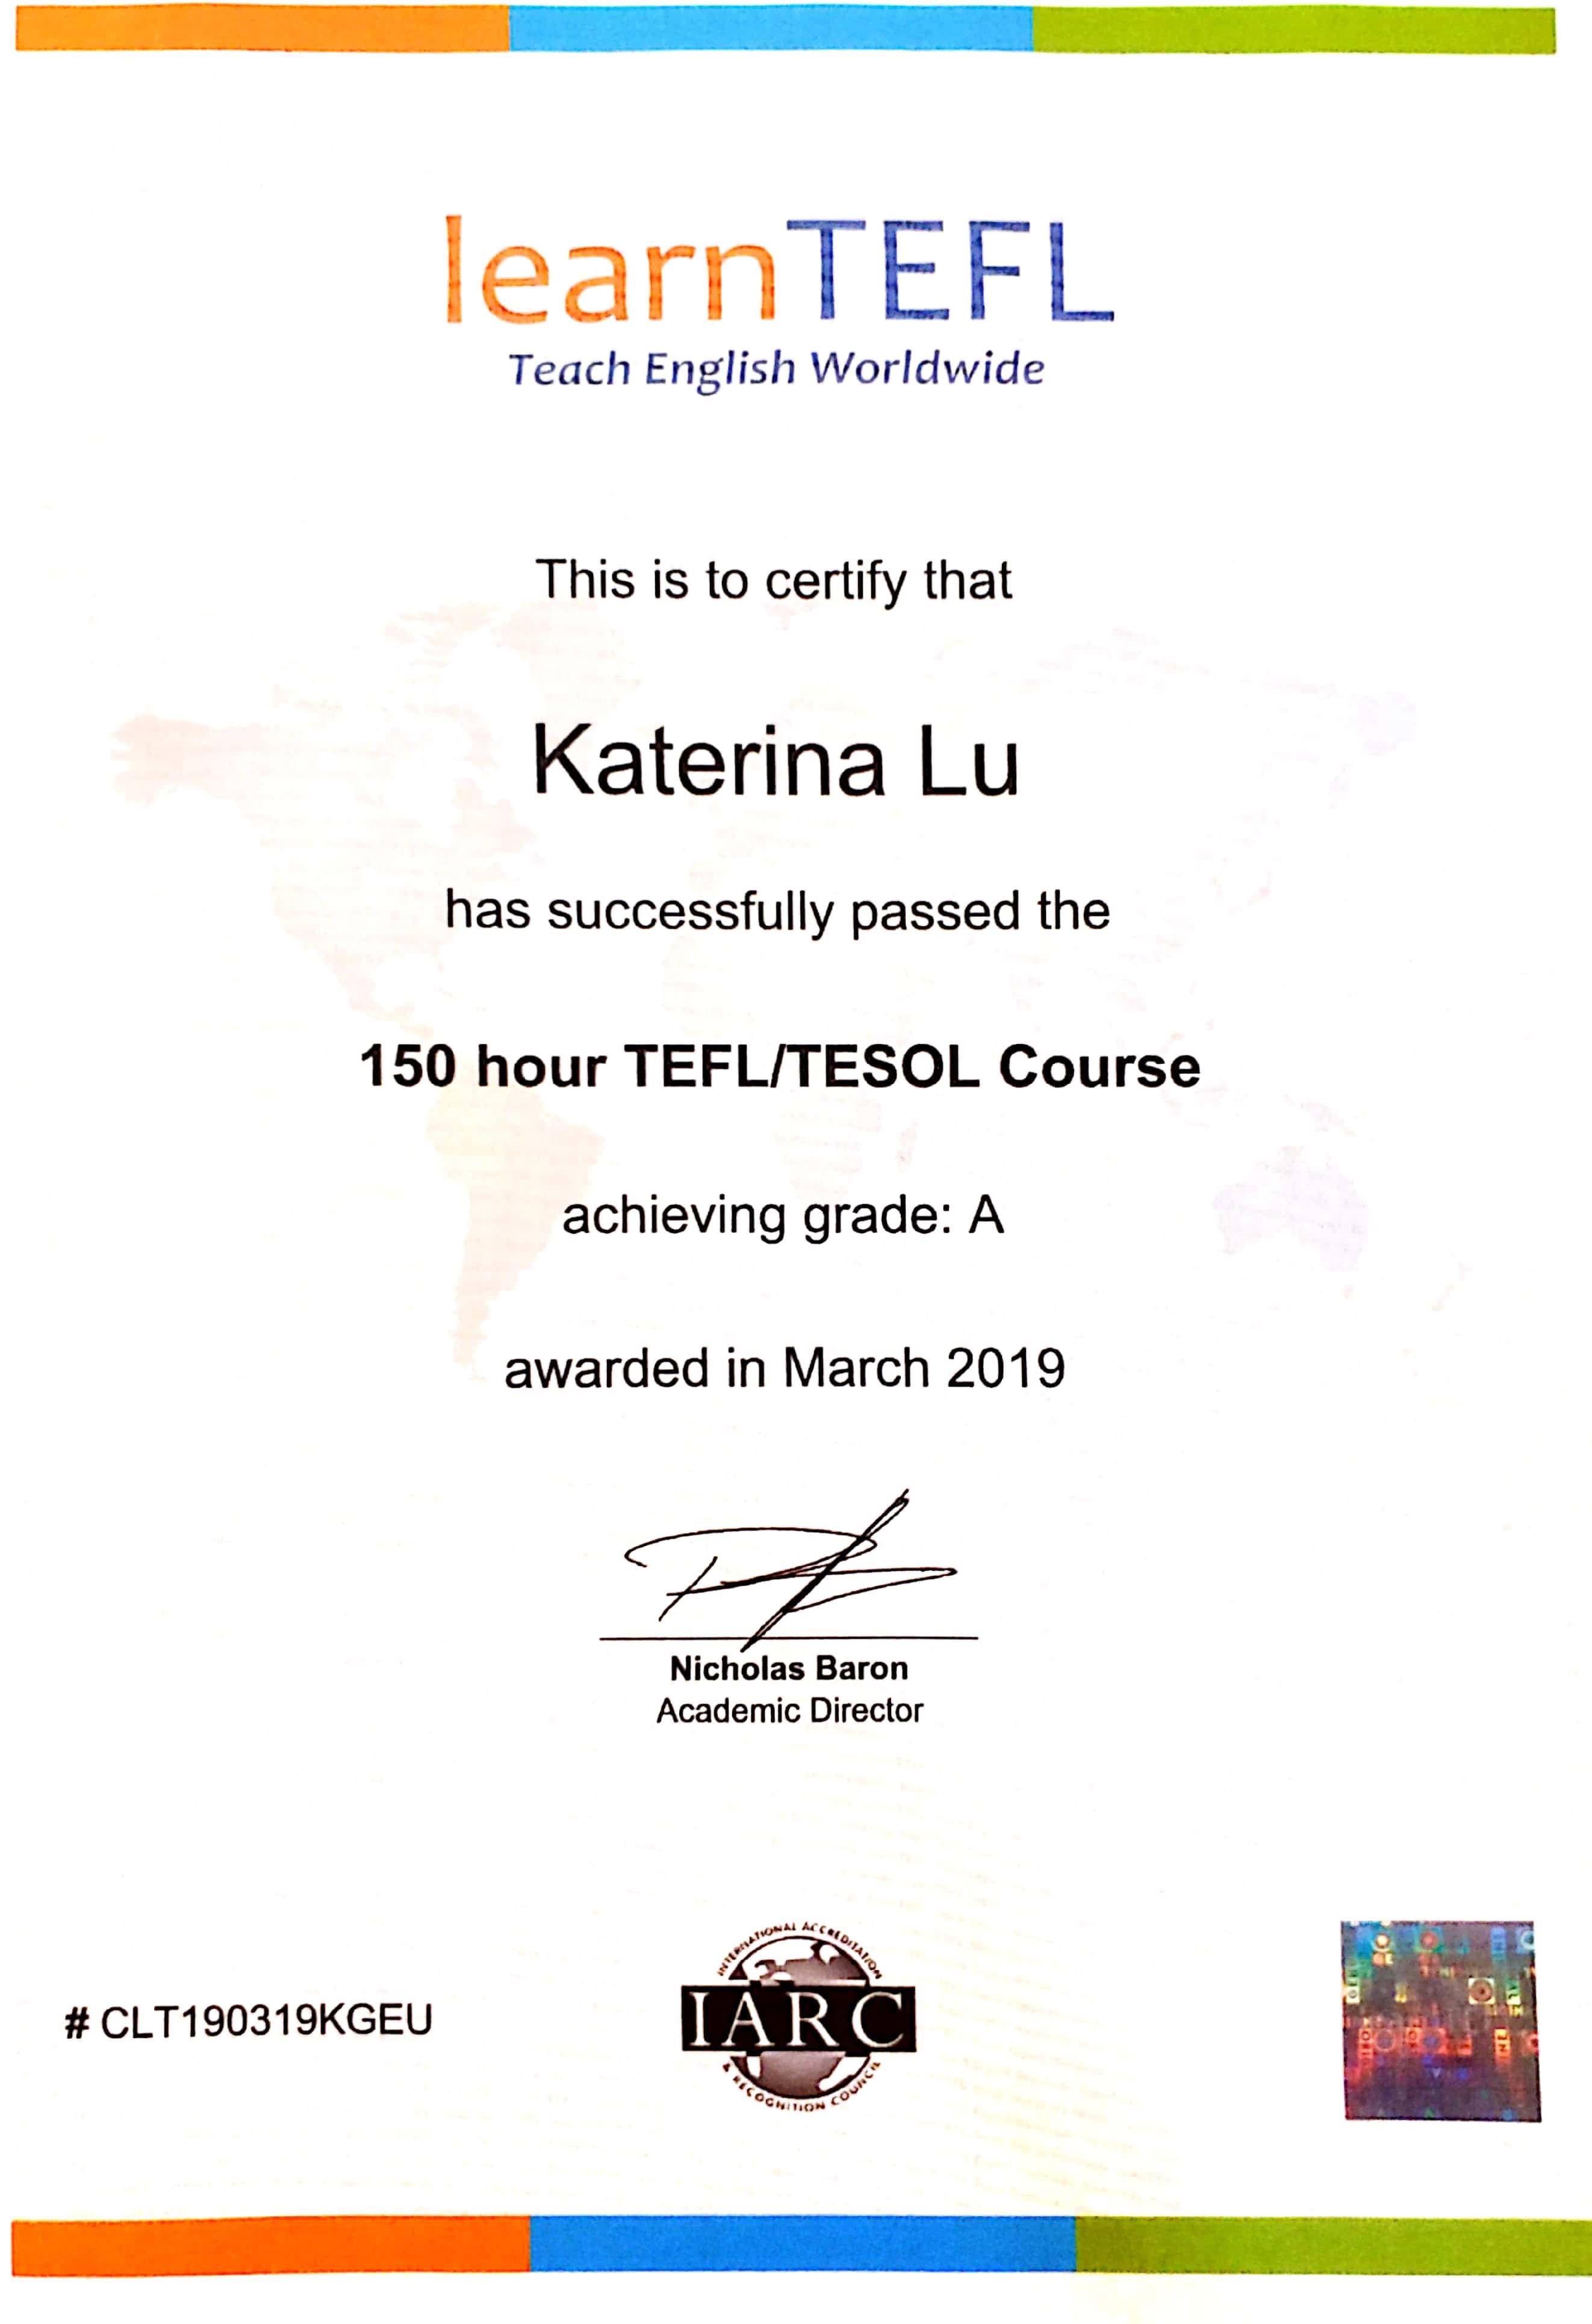 learnTEFL
Teach English Worldwide
This is to certify that
Katerina Lu
has successfully passed the
150 hour TEFL/TESOL Course
achieving grade: A
awarded in March 2019
Nicholas Baron
Academic Director
# CLT190319KGEU
INTERNATIONAL ACCREDITATION
IARC
& RECOGNITION COUNCIL